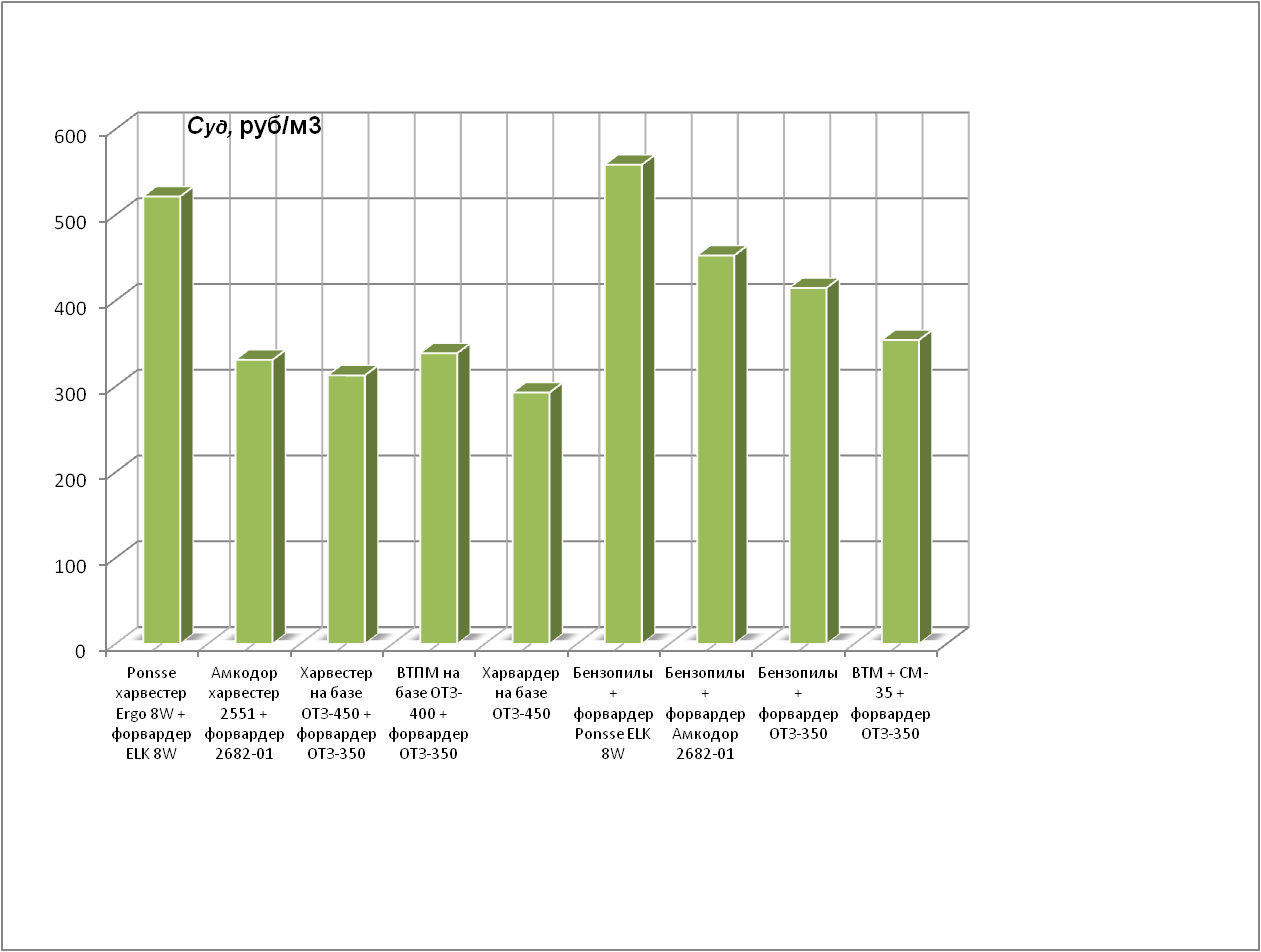 Суд, руб/м3
600
500
400
300
200
100
0
Ponsse
харвестер
Ergo 8W +
форвардер
ELK 8W
Амкодор
харвестер
2551 +
форвардер
2682-01
Харвестер
на базе
ОТЗ-450 +
форвардер
ОТЗ-350
ВТПМ на
базе ОТЗ-
400 +
форвардер
ОТЗ-350
Харвардер
на базе
ОТЗ-450
Бензопилы
+
форвардер
Ponsse ELK
8W
Бензопилы
+
форвардер
Амкодор
2682-01
Бензопилы
+
форвардер
ОТЗ-350
ВТМ + СМ-
35 +
форвардер
ОТЗ-350